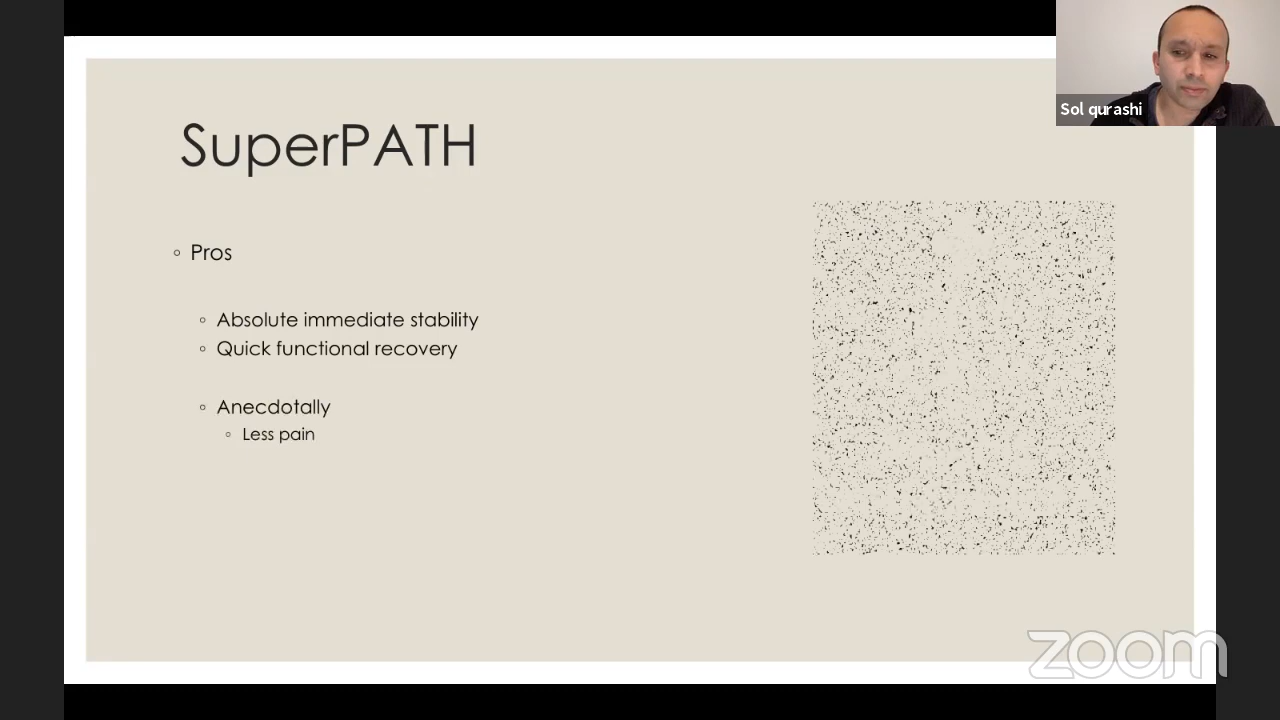 Sol qurashi
SuperPATH
Pros
Absolute immediate stability
Quick functional recovery
Anecdotally
Less pain
zoom